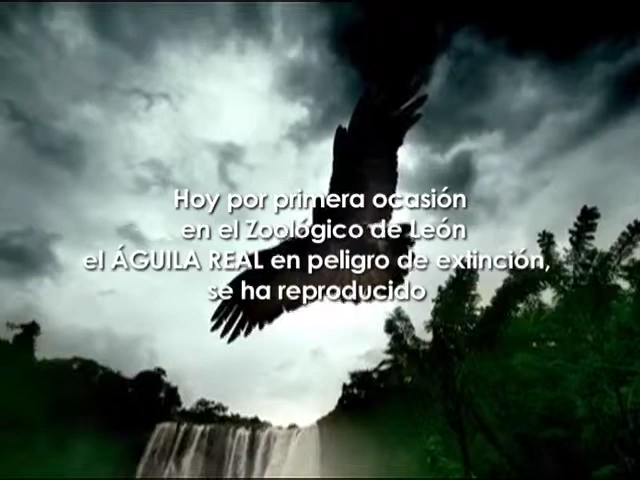 Hoy por primera ocasión
en el Zoológico de León
el ÁGUILA REAL en peligro de extinción,
se ha reproducido